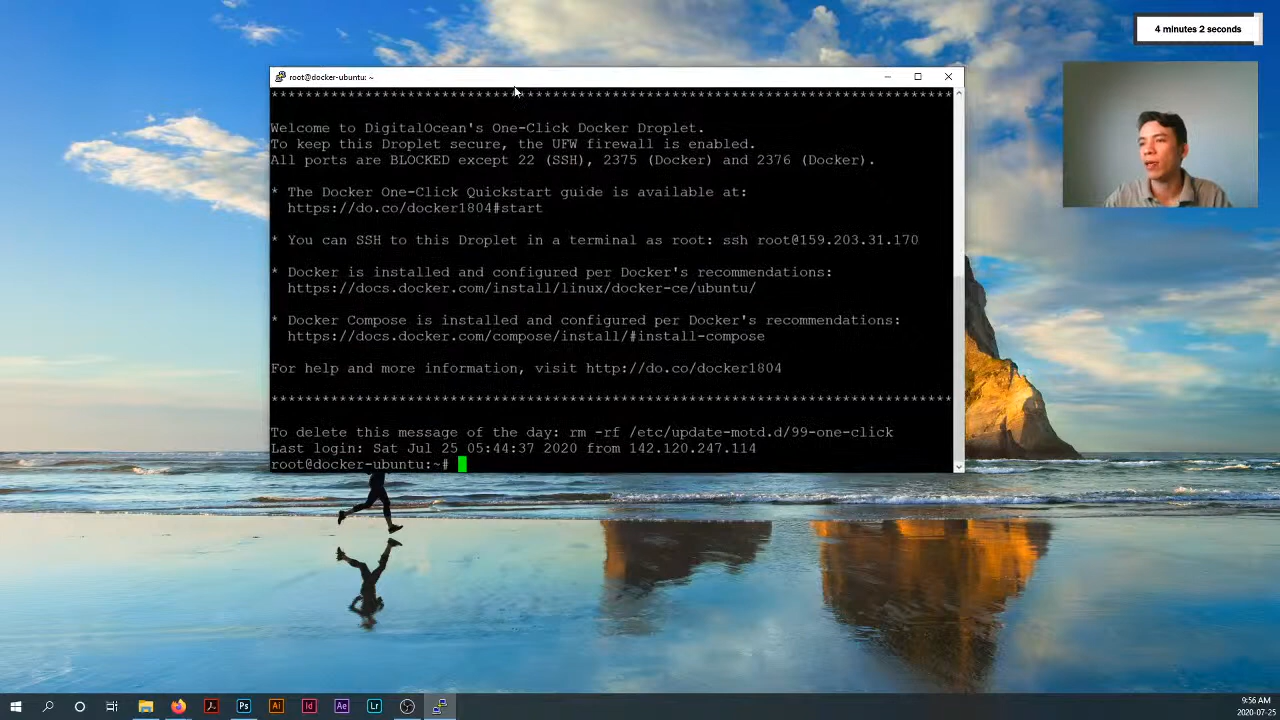 4 minutes 2 seconds
root@docker-ubuntu: ~
********************************************************************************
Welcome to DigitalOcean's One-Click Docker Droplet.
To keep this Droplet secure, the UFW firewall is enabled.
All ports are BLOCKED except 22 (SSH), 2375 (Docker) and 2376 (Docker).
* The Docker One-Click Quickstart guide is available at:
https://do.co/docker1804#start
* You can SSH to this Droplet in a terminal as root: ssh root@159.203.31.170
* Docker is installed and configured per Docker's recommendations:
https://docs.docker.com/install/linux/docker-ce/ubuntu/
* Docker Compose is installed and configured per Docker's recommendations:
https://docs.docker.com/compose/install/#install-compose
For help and more information, visit http://do.co/docker1804
********************************************************************************
To delete this message of the day: rm -rf /etc/update-motd.d/99-one-click
Last login: Sat Jul 25 05:44:37 2020 from 142.120.247.114
root@docker-ubuntu:~#
Ps
Ai
Id
Ae
Lr
9:56 AM
2020-07-25